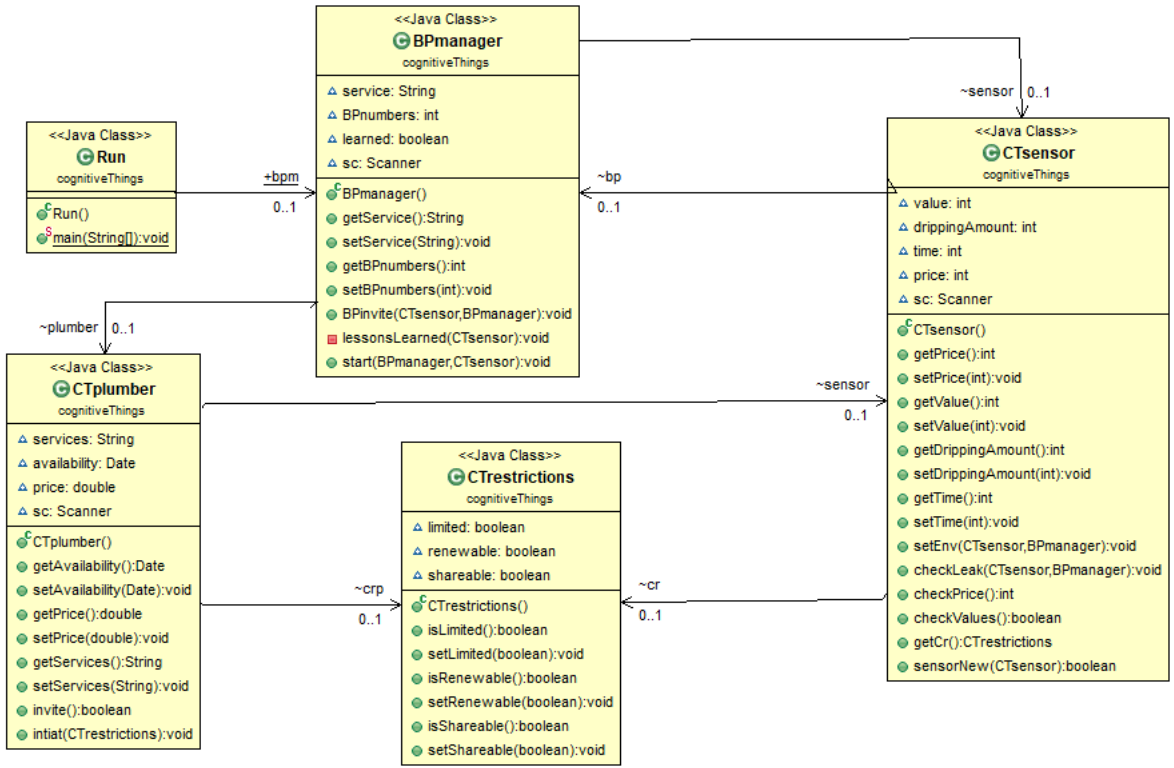 <<Java Class>>
BPmanager
cognitiveThings
service: String
BPnumbers: int
learned: boolean
sc: Scanner
BPmanager()
getService():String
setService(String):void
getBPnumbers():int
setBPnumbers(int):void
BPinvite(CTsensor,BPmanager):void
lessonsLearned(CTsensor):void
start(BPmanager,CTsensor):void
~sensor
0..1
<<Java Class>>
Run
cognitiveThings
Run()
main(String[]):void
+bpm
0..1
~bp
0..1
<<Java Class>>
CTsensor
cognitiveThings
value: int
drippingAmount: int
time: int
price: int
sc: Scanner
CTsensor()
getPrice():int
setPrice(int):void
getValue():int
setValue(int):void
getDrippingAmount():int
setDrippingAmount(int):void
getTime():int
setTime(int):void
setEnv(CTsensor,BPmanager):void
checkLeak(CTsensor,BPmanager):void
checkPrice():int
checkValues():boolean
getCr():CTrestrictions
sensorNew(CTsensor):boolean
~plumber
0..1
<<Java Class>>
CTplumber
cognitiveThings
services: String
availability: Date
price: double
sc: Scanner
CTplumber()
getAvailability():Date
setAvailability(Date):void
getPrice():double
setPrice(double):void
getServices():String
setServices(String):void
invite():boolean
intiat(CTrestrictions):void
~sensor
0..1
<<Java Class>>
CTrestrictions
cognitiveThings
limited: boolean
renewable: boolean
shareable: boolean
CTrestrictions()
isLimited():boolean
setLimited(boolean):void
isRenewable():boolean
setRenewable(boolean):void
isShareable():boolean
setShareable(boolean):void
~crp
0..1
~cr
0..1